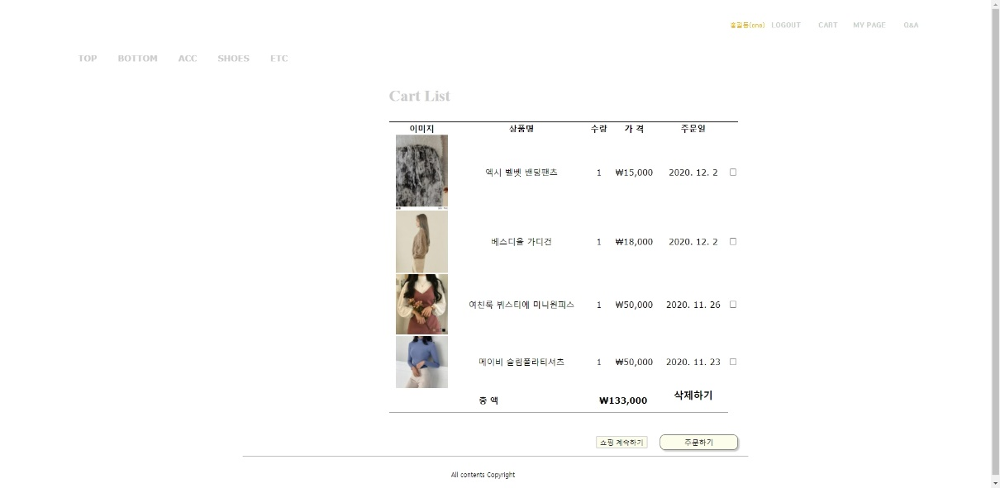 홍길동(one) LOGOUT CART MY PAGE Q&A
TOP BOTTOM ACC SHOES ETC
Cart List
이미지 상품명 수량 가 격 주문일
엑시 벨벳 밴딩팬츠 1 ₩15,000 2020. 12. 2
베스디올 가디건 1 ₩18,000 2020. 12. 2
여친룩 뷔스티에 미니원피스 1 ₩50,000 2020. 11. 26
메이비 슬림폴라티셔츠 1 ₩50,000 2020. 11. 23
총 액 ₩133,000 삭제하기
쇼핑 계속하기 주문하기
All contents Copyright